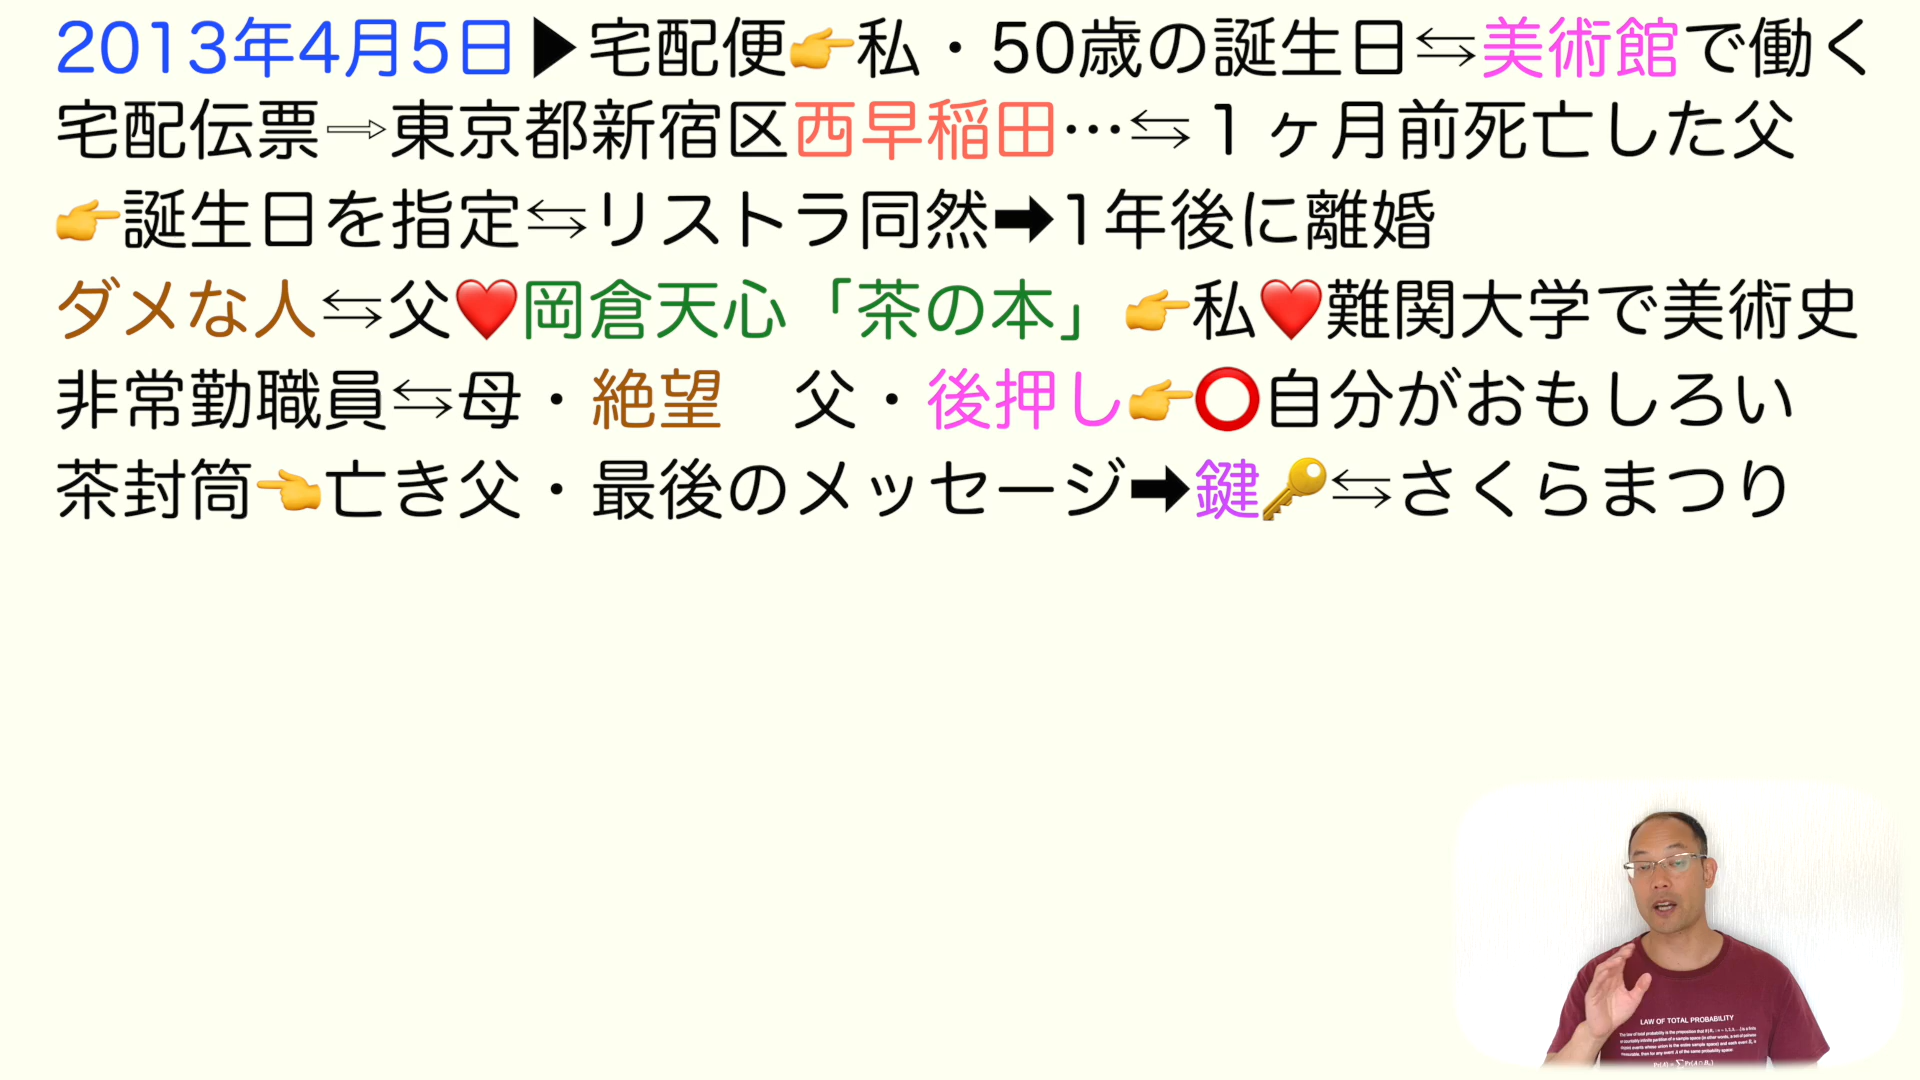 2013年4月5日▶宅配便👉私・50歳の誕生日⇆美術館で働く
宅配伝票⇨東京都新宿区西早稲田…⇆１ヶ月前死亡した父
👉誕生日を指定⇆リストラ同然➡1年後に離婚
ダメな人⇆父❤️岡倉天心「茶の本」👉私❤️難関大学で美術史
非常勤職員⇆母・絶望　父・後押し👉⭕自分がおもしろい
茶封筒👈亡き父・最後のメッセージ➡鍵🔑⇆さくらまつり
LAW OF TOTAL PROBABILITY